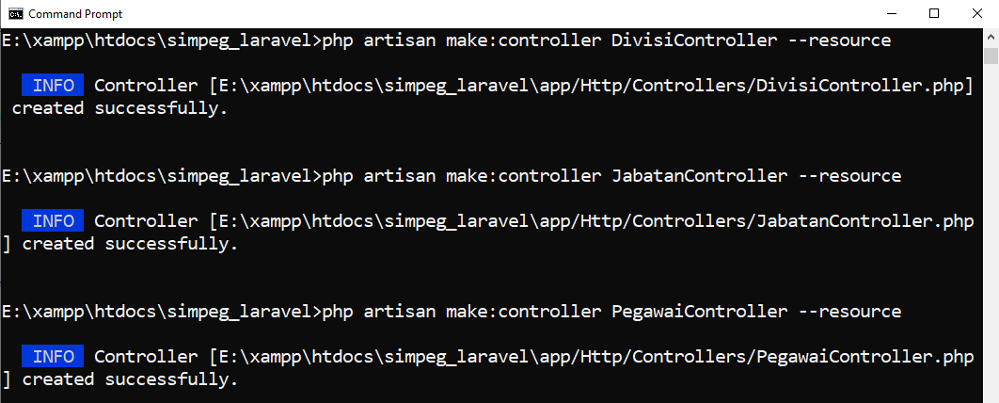 Command Prompt
E:\xampp\htdocs\simpeg_laravel>php artisan make:controller DivisiController --resource
INFO Controller [E:\xampp\htdocs\simpeg_laravel\app/Http/Controllers/DivisiController.php]
created successfully.
E:\xampp\htdocs\simpeg_laravel>php artisan make:controller JabatanController --resource
INFO Controller [E:\xampp\htdocs\simpeg_laravel\app/Http/Controllers/JabatanController.php
] created successfully.
E:\xampp\htdocs\simpeg_laravel>php artisan make:controller PegawaiController --resource
INFO Controller [E:\xampp\htdocs\simpeg_laravel\app/Http/Controllers/PegawaiController.php
] created successfully.